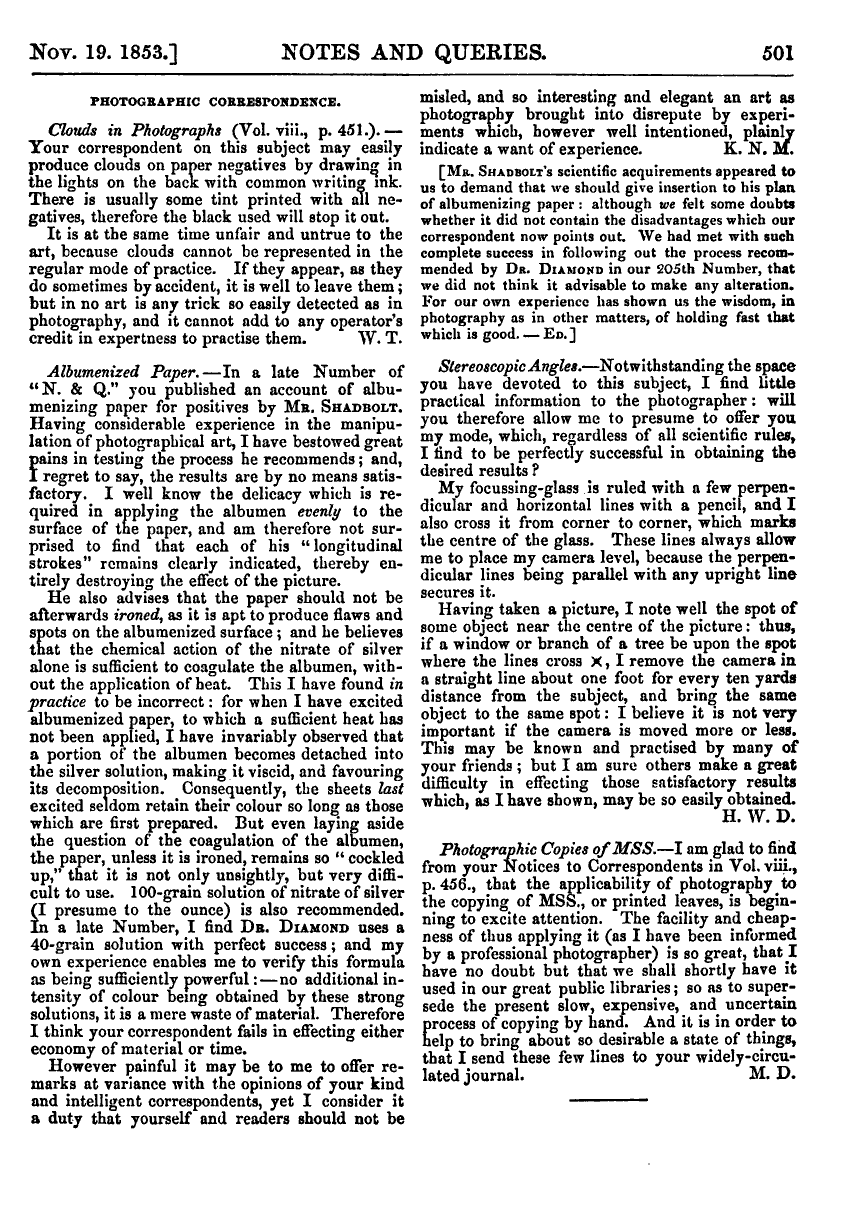 Nov. 19. 1853.] NOTES AND QUERIES. 501
PHOTOGRAPHIC CORRESPONDENCE.
Clouds in Photographs (Vol. viii., p. 451.). —
Your correspondent on this subject may easily
produce clouds on paper negatives by drawing in
the lights on the back with common writing ink.
There is usually some tint printed with all ne-
gatives, therefore the black used will stop it out.
It is at the same time unfair and untrue to the
art, because clouds cannot be represented in the
regular mode of practice. If they appear, as they
do sometimes by accident, it is well to leave them;
but in no art is any trick so easily detected as in
photography, and it cannot add to any operator's
credit in expertness to practise them. W. T.
Albumenized Paper. — In a late Number of
"N. & Q." you published an account of albu-
menizing paper for positives by MR. SHADBOLT.
Having considerable experience in the manipu-
lation of photographical art, I have bestowed great
pains in testing the process he recommends; and,
I regret to say, the results are by no means satis-
factory. I well know the delicacy which is re-
quired in applying the albumen evenly to the
surface of the paper, and am therefore not sur-
prised to find that each of his "longitudinal
strokes" remains clearly indicated, thereby en-
tirely destroying the effect of the picture.
He also advises that the paper should not be
afterwards ironed, as it is apt to produce flaws and
spots on the albumenized surface; and he believes
that the chemical action of the nitrate of silver
alone is sufficient to coagulate the albumen, with-
out the application of heat. This I have found in
practice to be incorrect: for when I have excited
albumenized paper, to which a sufficient heat has
not been applied, I have invariably observed that
a portion of the albumen becomes detached into
the silver solution, making it viscid, and favouring
its decomposition. Consequently, the sheets last
excited seldom retain their colour so long as those
which are first prepared. But even laying aside
the question of the coagulation of the albumen,
the paper, unless it is ironed, remains so "cockled
up," that it is not only unsightly, but very diffi-
cult to use. 100-grain solution of nitrate of silver
(I presume to the ounce) is also recommended.
In a late Number, I find DR. DIAMOND uses a
40-grain solution with perfect success; and my
own experience enables me to verify this formula
as being sufficiently powerful: — no additional in-
tensity of colour being obtained by these strong
solutions, it is a mere waste of material. Therefore
I think your correspondent fails in effecting either
economy of material or time.
However painful it may be to me to offer re-
marks at variance with the opinions of your kind
and intelligent correspondents, yet I consider it
a duty that yourself and readers should not be
misled, and so interesting and elegant an art as
photography brought into disrepute by experi-
ments which, however well intentioned, plainly
indicate a want of experience. K. N. M.
[MR. SHADBOLT's scientific acquirements appeared to
us to demand that we should give insertion to his plan
of albumenizing paper: although we felt some doubts
whether it did not contain the disadvantages which our
correspondent now points out. We had met with such
complete success in following out the process recom-
mended by DR. DIAMOND in our 205th Number, that
we did not think it advisable to make any alteration.
For our own experience has shown us the wisdom, in
photography as in other matters, of holding fast that
which is good. — ED.]
Stereoscopic Angles. — Notwithstanding the space
you have devoted to this subject, I find little
practical information to the photographer: will
you therefore allow me to presume to offer you
my mode, which, regardless of all scientific rules,
I find to be perfectly successful in obtaining the
desired results?
My focussing-glass is ruled with a few perpen-
dicular and horizontal lines with a pencil, and I
also cross it from corner to corner, which marks
the centre of the glass. These lines always allow
me to place my camera level, because the perpen-
dicular lines being parallel with any upright line
secures it.
Having taken a picture, I note well the spot of
some object near the centre of the picture: thus,
if a window or branch of a tree be upon the spot
where the lines cross ×, I remove the camera in
a straight line about one foot for every ten yards
distance from the subject, and bring the same
object to the same spot: I believe it is not very
important if the camera is moved more or less.
This may be known and practised by many of
your friends; but I am sure others make a great
difficulty in effecting those satisfactory results
which, as I have shown, may be so easily obtained.
H. W. D.
Photographic Copies of MSS. — I am glad to find
from your Notices to Correspondents in Vol. viii.,
p. 456., that the applicability of photography to
the copying of MSS., or printed leaves, is begin-
ning to excite attention. The facility and cheap-
ness of thus applying it (as I have been informed
by a professional photographer) is so great, that I
have no doubt but that we shall shortly have it
used in our great public libraries; so as to super-
sede the present slow, expensive, and uncertain
process of copying by hand. And it is in order to
help to bring about so desirable a state of things,
that I send these few lines to your widely-circu-
lated journal. M. D.